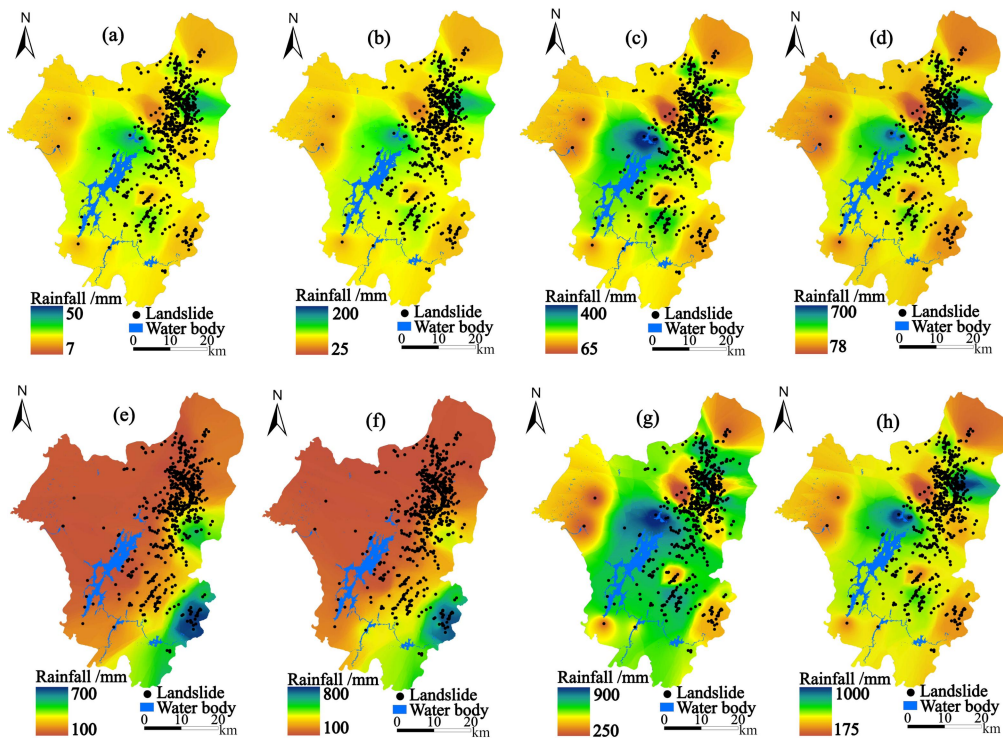 N
(a)
Rainfall /mm
50
7
Landslide
Water body
0 10 20
km
N
(b)
Rainfall /mm
200
25
Landslide
Water body
0 10 20
km
N
(c)
Rainfall /mm
400
65
Landslide
Water body
0 10 20
km
N
(d)
Rainfall /mm
700
78
Landslide
Water body
0 10 20
km
N
(e)
Rainfall /mm
700
100
Landslide
Water body
0 10 20
km
N
(f)
Rainfall /mm
800
100
Landslide
Water body
0 10 20
km
N
(g)
Rainfall /mm
900
250
Landslide
Water body
0 10 20
km
N
(h)
Rainfall /mm
1000
175
Landslide
Water body
0 10 20
km